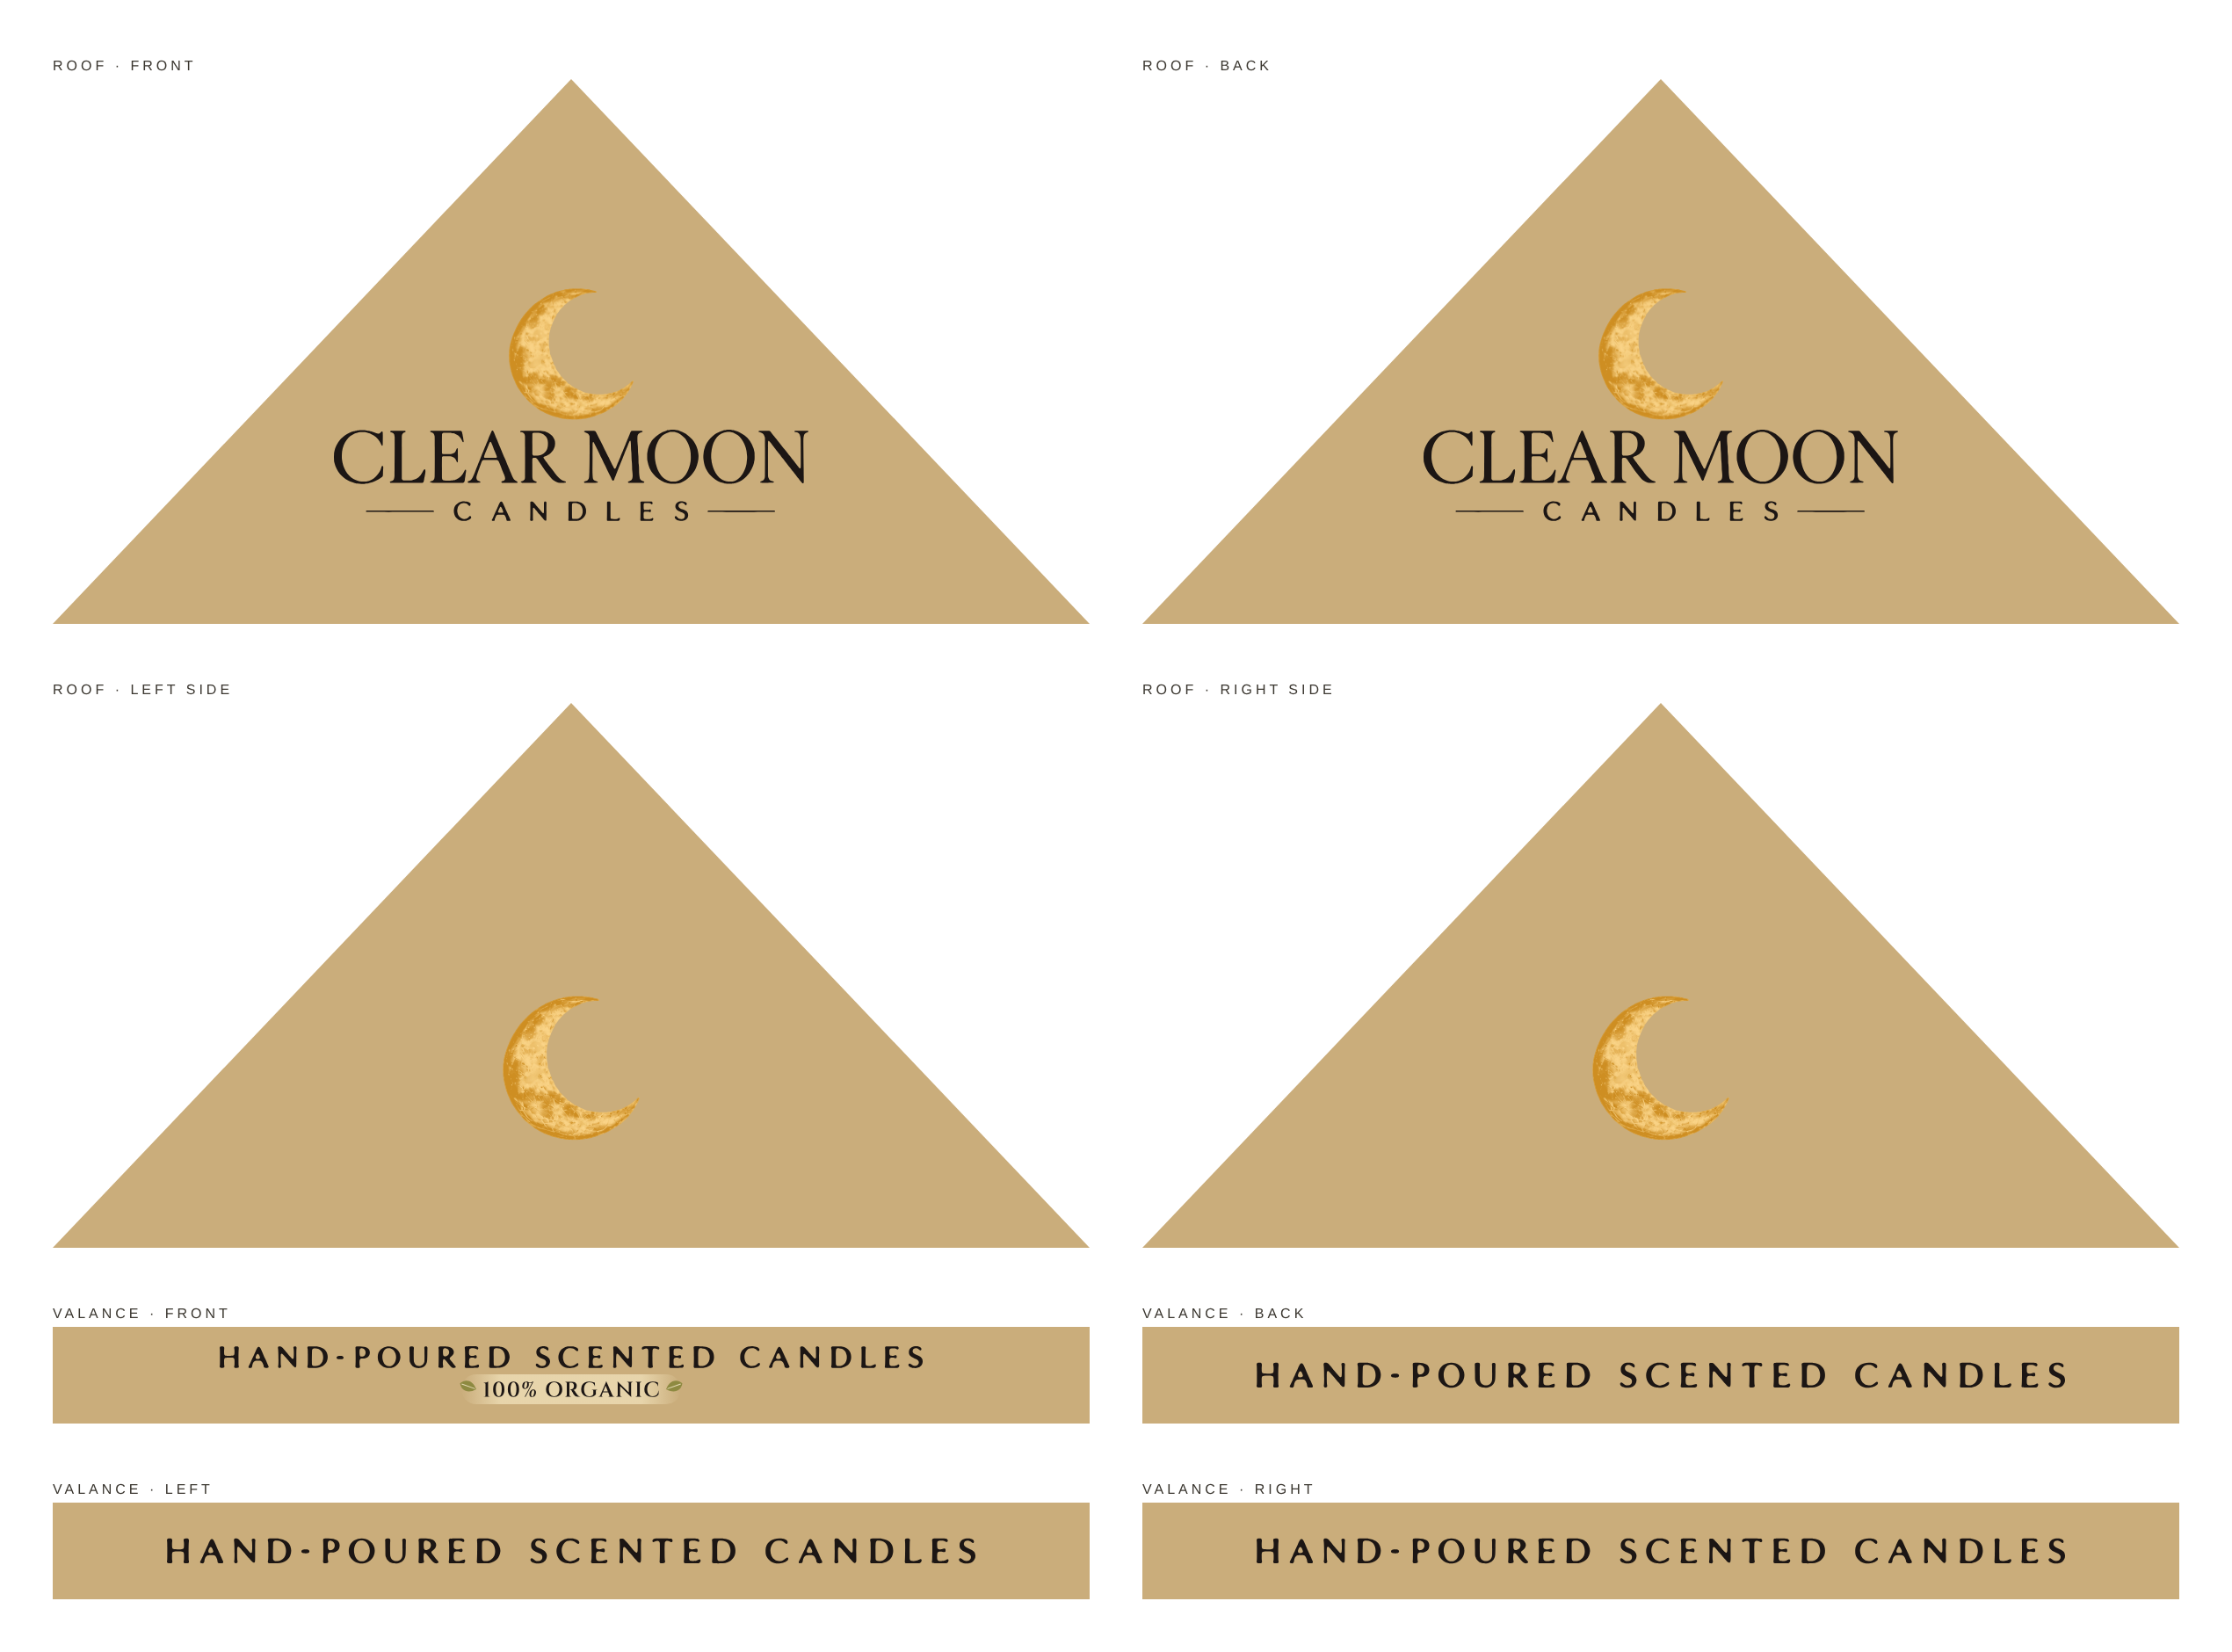 ROOF · FRONT
ROOF · BACK
CLEAR MOON
CANDLES
CLEAR MOON
CANDLES
ROOF · LEFT SIDE
ROOF · RIGHT SIDE
VALANCE · FRONT
VALANCE · BACK
HAND-POURED SCENTED CANDLES
100% ORGANIC
HAND-POURED SCENTED CANDLES
VALANCE · LEFT
VALANCE · RIGHT
HAND-POURED SCENTED CANDLES
HAND-POURED SCENTED CANDLES